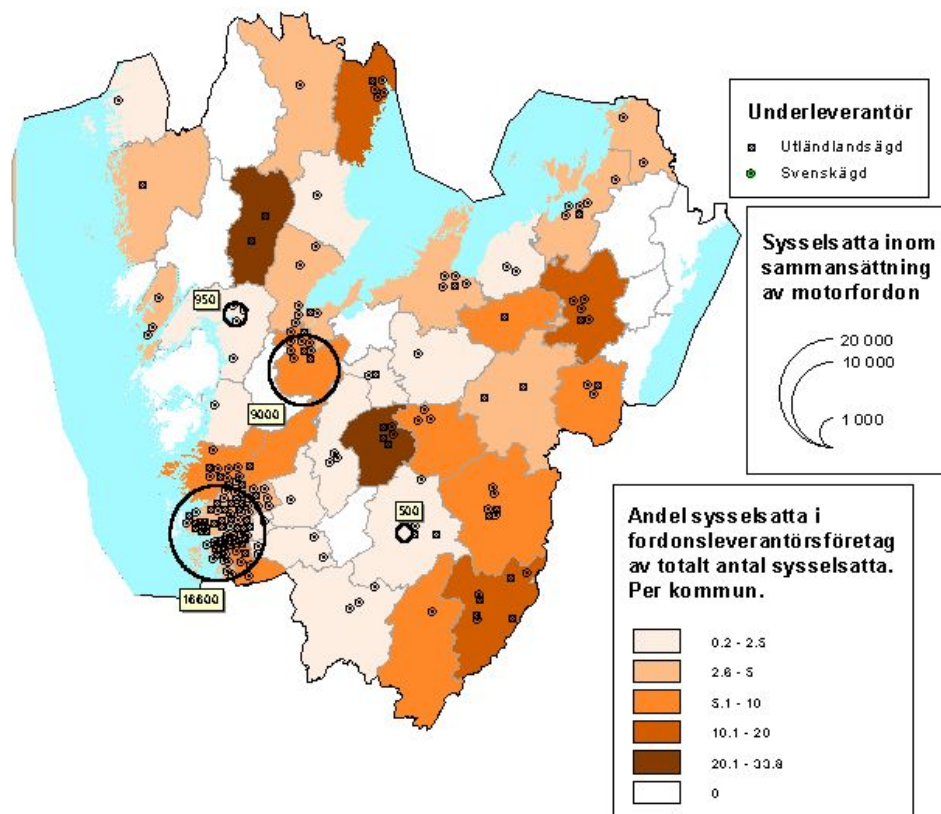 Underleverantör
Utländlandsägd
Svenskägd
Sysselsatta inom
sammansättning
av motorfordon
20 000
10 000
1 000
Andel sysselsatta i
fordonsleverantörsföretag
av totalt antal sysselsatta.
Per kommun.
0.2 - 2.5
2.6 - 5
5.1 - 10
10.1 - 20
20.1 - 33.8
0
950
9000
500
16600